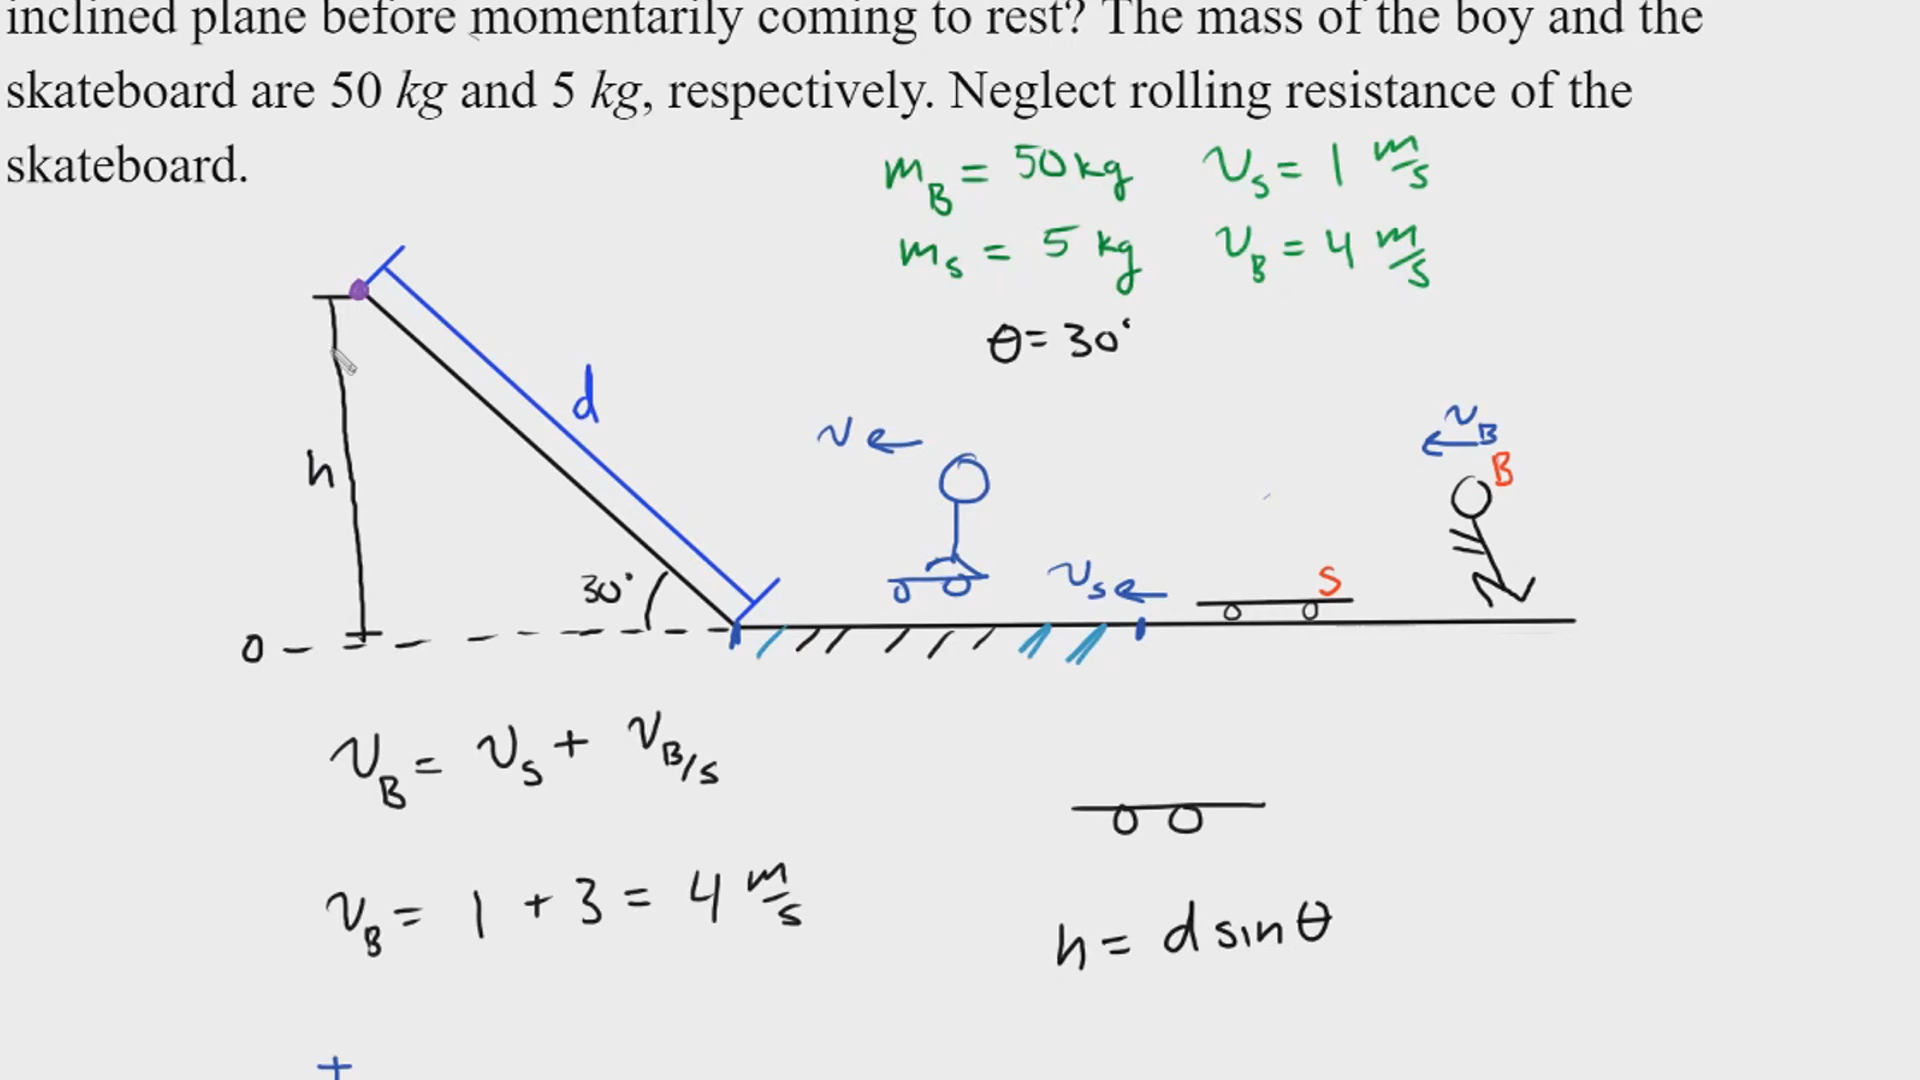 inclined plane before momentarily coming to rest? The mass of the boy and the
skateboard are 50 kg and 5 kg, respectively. Neglect rolling resistance of the
skateboard.
m_B = 50 kg v_S = 1 m/s
m_S = 5 kg v_B = 4 m/s
θ = 30°
d
v ←
v_B
←
B
h
30°
v_S ←
S
0
v_B = v_S + v_B/S
v_B = 1 + 3 = 4 m/s
h = d sin θ
+